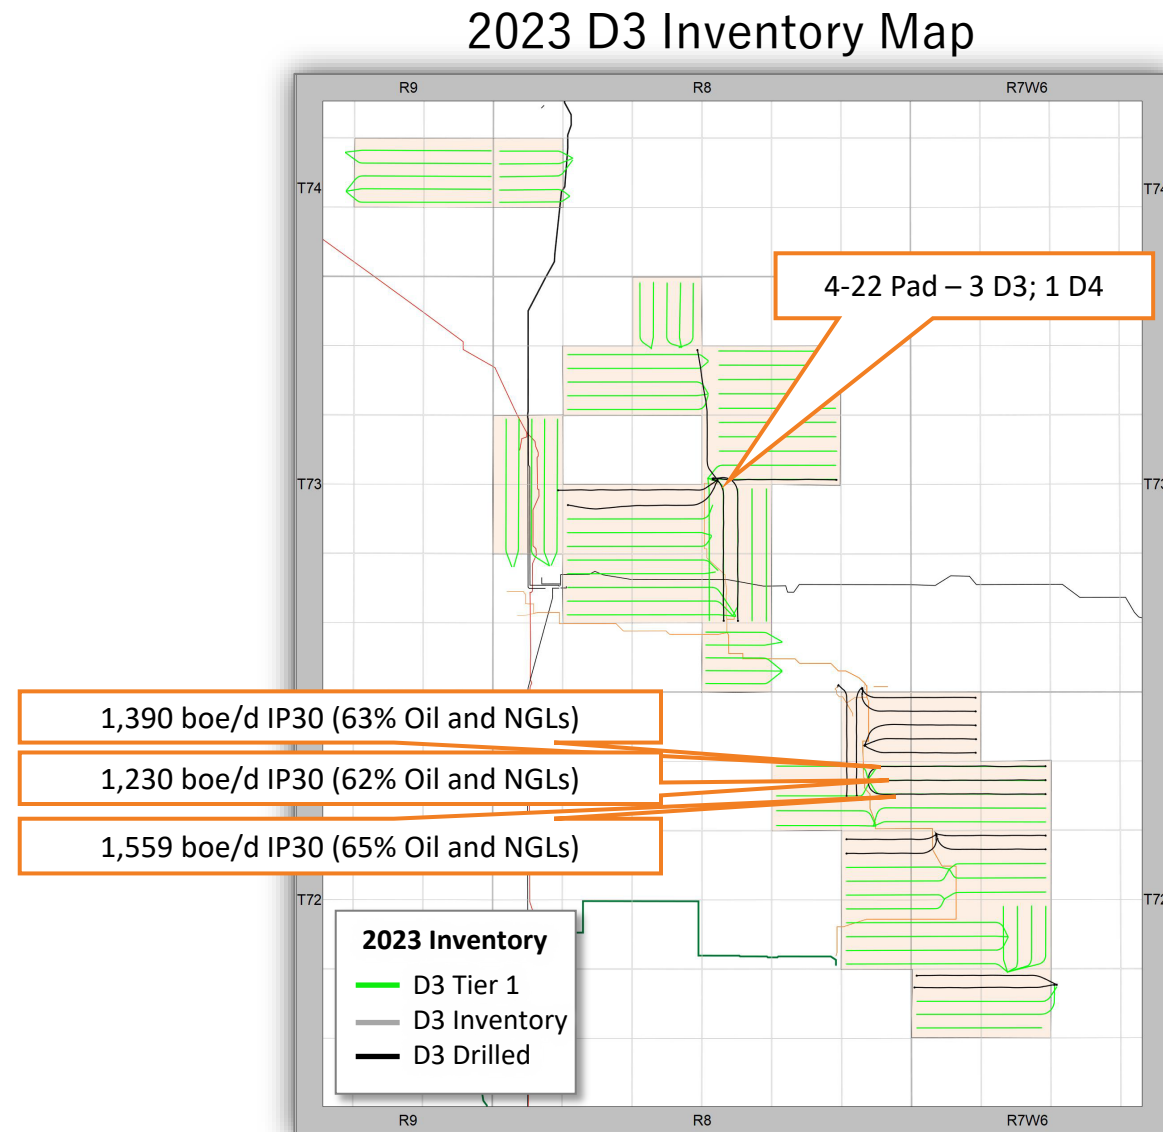 2023 D3 Inventory Map
R9
R8
R7W6
T74
T74
4-22 Pad – 3 D3; 1 D4
T73
T73
1,390 boe/d IP30 (63% Oil and NGLs)
1,230 boe/d IP30 (62% Oil and NGLs)
1,559 boe/d IP30 (65% Oil and NGLs)
T72
T72
2023 Inventory
D3 Tier 1
D3 Inventory
D3 Drilled
R9
R8
R7W6